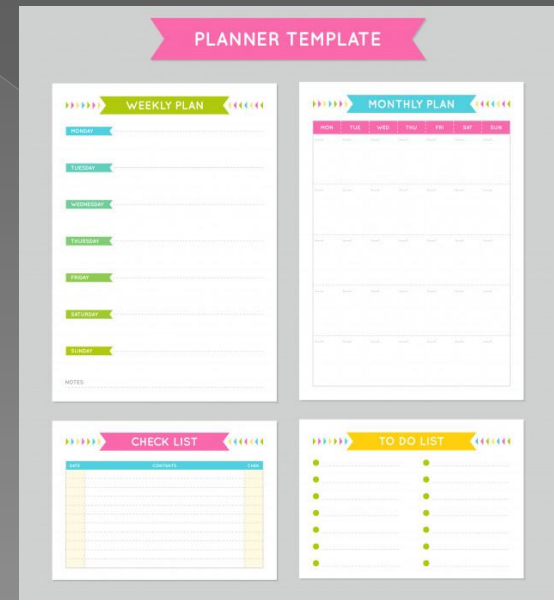 PLANNER TEMPLATE
WEEKLY PLAN
MONDAY
TUESDAY
WEDNESDAY
THURSDAY
FRIDAY
SATURDAY
SUNDAY
NOTES:
MONTHLY PLAN
MON TUE WED THU FRI SAT SUN
CHECK LIST
DATE CONTENTS
TO DO LIST